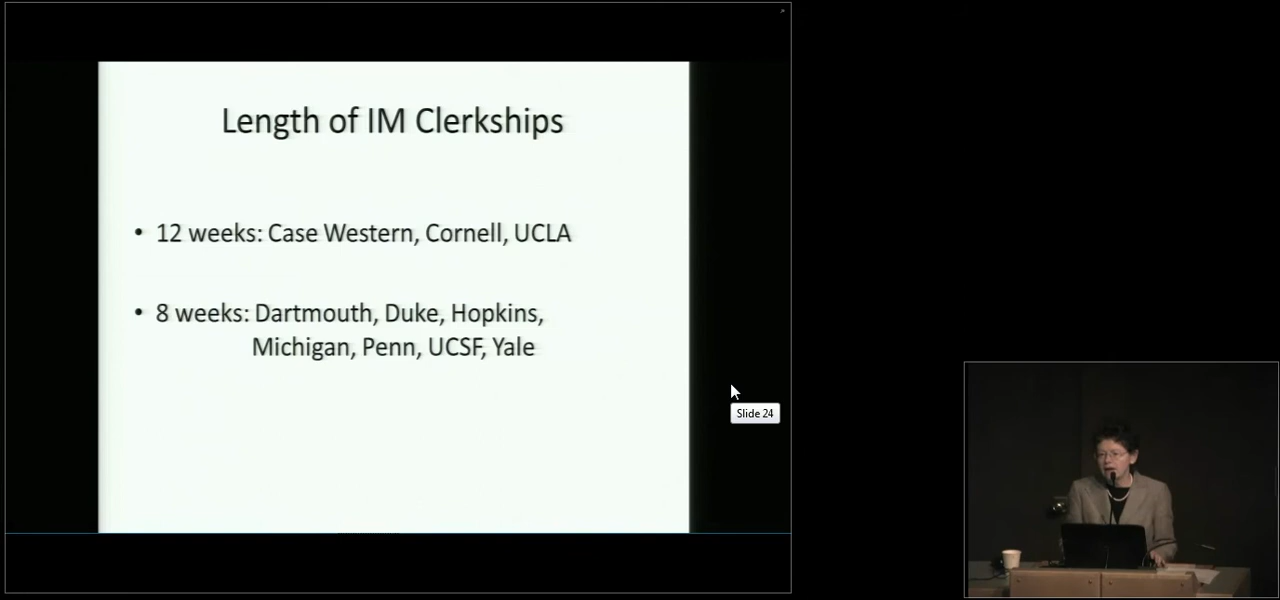 Length of IM Clerkships
• 12 weeks: Case Western, Cornell, UCLA
• 8 weeks: Dartmouth, Duke, Hopkins,
Michigan, Penn, UCSF, Yale
Slide 24